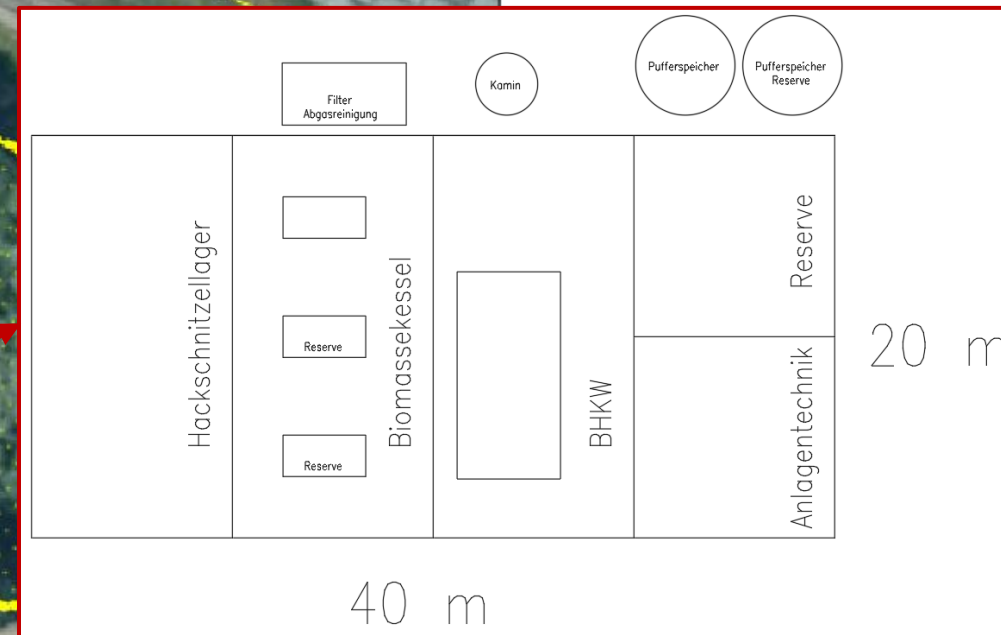 Filter
Abgasreinigung
Kamin
Pufferspeicher
Pufferspeicher
Reserve
Hackschnitzellager
Biomassekessel
Reserve
Reserve
BHKW
Reserve
Anlagentechnik
20 m
40 m